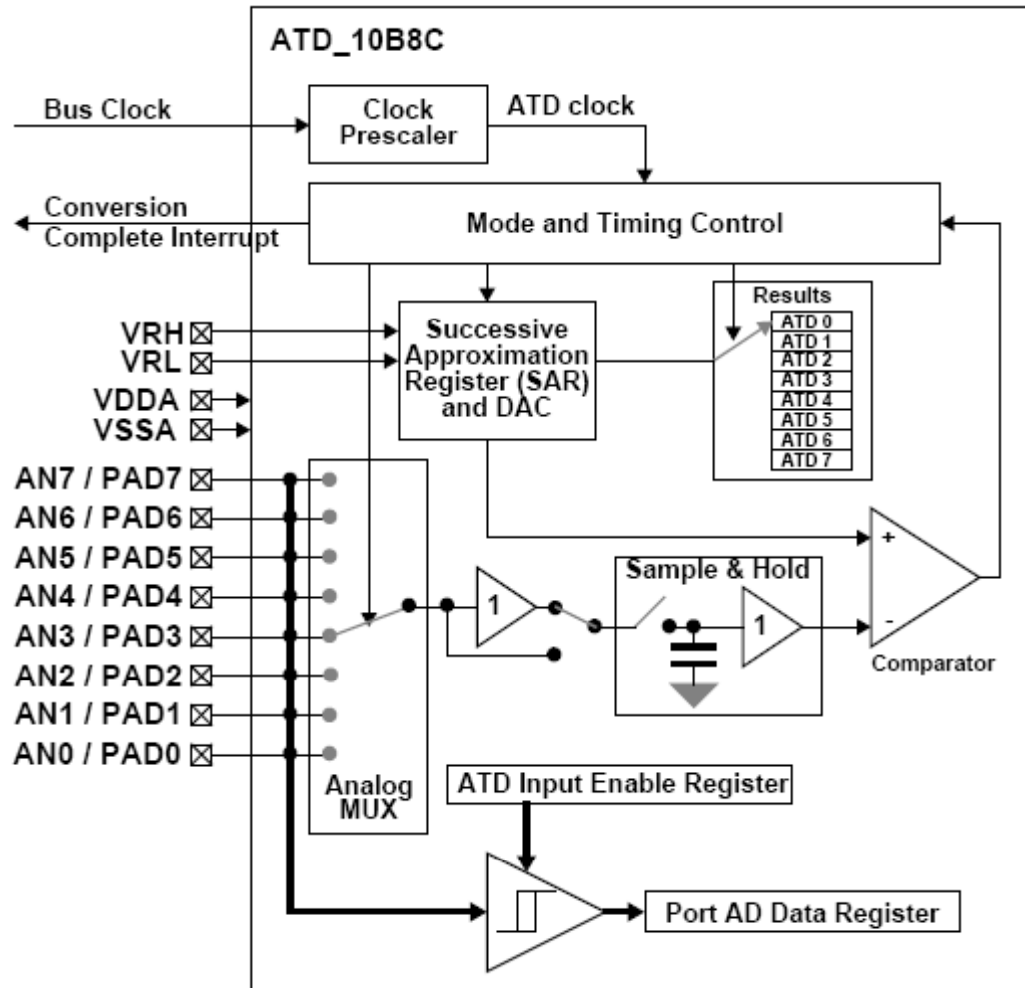 ATD_10B8C
Bus Clock
Clock
Prescaler
ATD clock
Conversion
Complete Interrupt
Mode and Timing Control
VRH
VRL
VDDA
VSSA
Successive
Approximation
Register (SAR)
and DAC
Results
ATD 0
ATD 1
ATD 2
ATD 3
ATD 4
ATD 5
ATD 6
ATD 7
AN7 / PAD7
AN6 / PAD6
AN5 / PAD5
AN4 / PAD4
AN3 / PAD3
AN2 / PAD2
AN1 / PAD1
AN0 / PAD0
Analog
MUX
1
Sample & Hold
1
+
-
Comparator
ATD Input Enable Register
Port AD Data Register